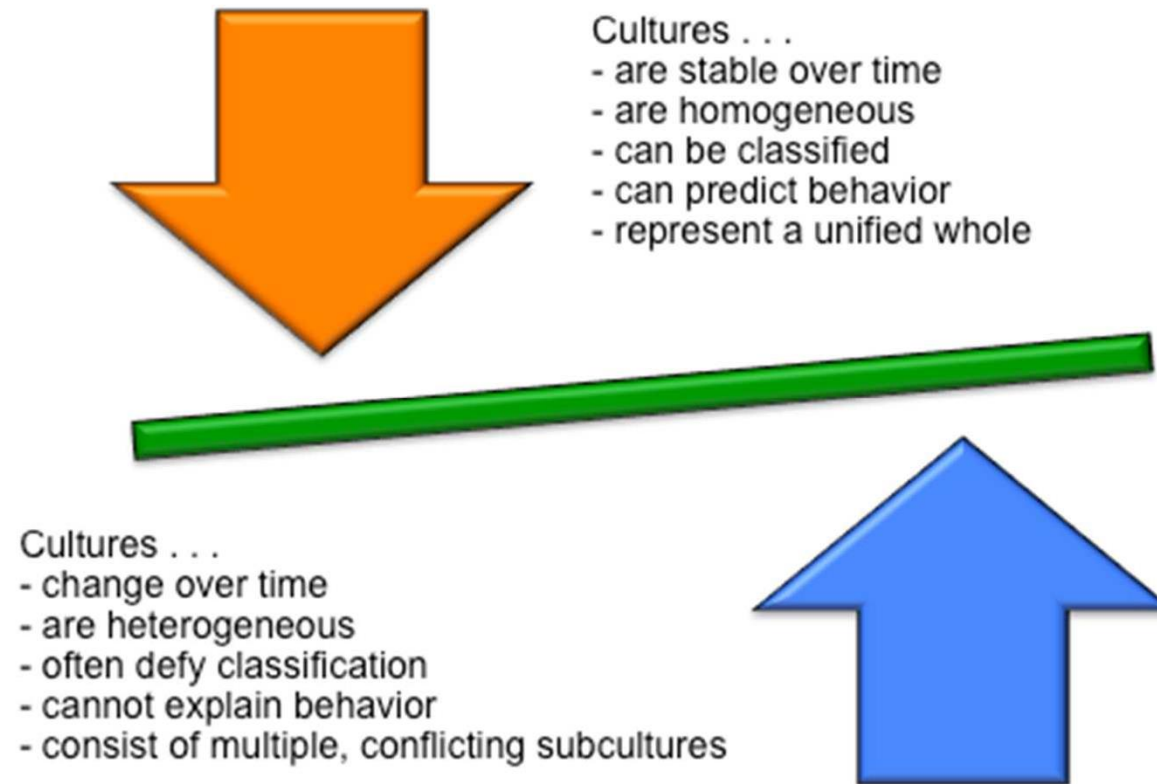 Cultures . . .
- are stable over time
- are homogeneous
- can be classified
- can predict behavior
- represent a unified whole
Cultures . . .
- change over time
- are heterogeneous
- often defy classification
- cannot explain behavior
- consist of multiple, conflicting subcultures